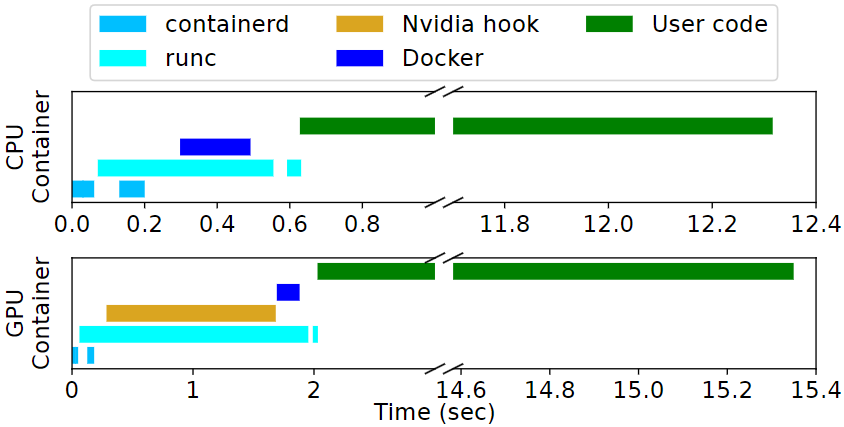 containerd Nvidia hook User code
runc Docker
CPU
Container
0.0 0.2 0.4 0.6 0.8 11.8 12.0 12.2 12.4
GPU
Container
0 1 2 14.6 14.8 15.0 15.2 15.4
Time (sec)